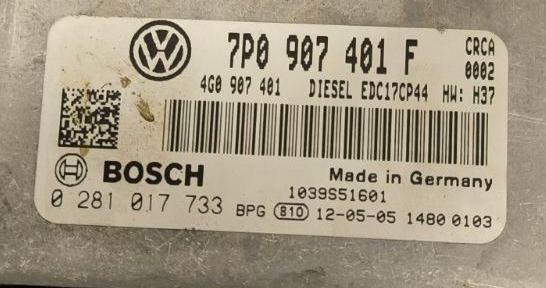 7P0 907 401 F CRCA
0002
4G0 907 401 DIESEL EDC17CP44 HW: H37
BOSCH Made in Germany
1039S51601
0 281 017 733 BPG 810 12-05-05 1480 0103